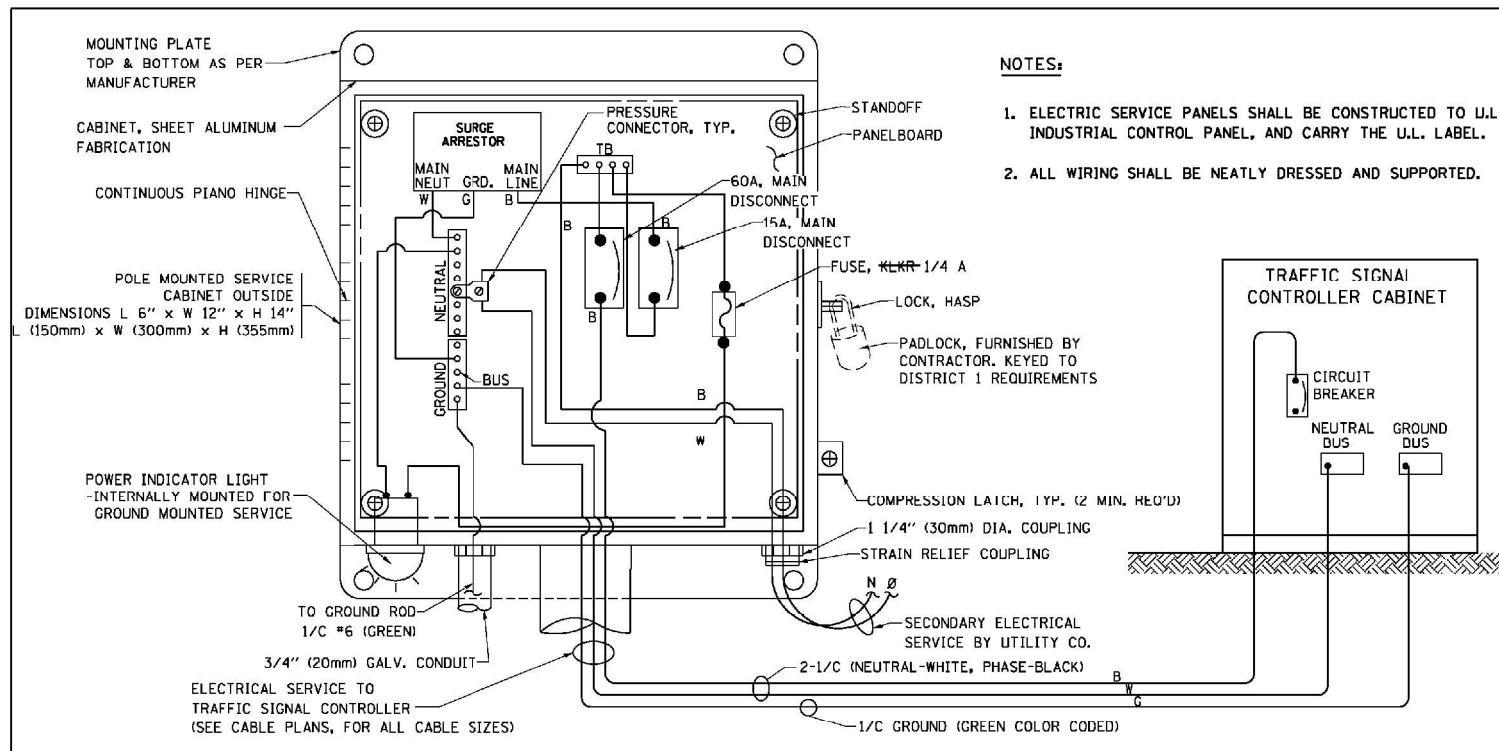 MOUNTING PLATE
TOP & BOTTOM AS PER
MANUFACTURER
CABINET, SHEET ALUMINUM
FABRICATION
CONTINUOUS PIANO HINGE
POLE MOUNTED SERVICE
CABINET OUTSIDE
DIMENSIONS L 6" x W 12" x H 14"
L (150mm) x W (300mm) x H (355mm)
POWER INDICATOR LIGHT
-INTERNALLY MOUNTED FOR
GROUND MOUNTED SERVICE
TO GROUND ROD
1/C #6 (GREEN)
3/4" (20mm) GALV. CONDUIT
ELECTRICAL SERVICE TO
TRAFFIC SIGNAL CONTROLLER
(SEE CABLE PLANS, FOR ALL CABLE SIZES)
SURGE
ARRESTOR
MAIN
NEUT
GRD.
MAIN
LINE
W
G
B
NEUTRAL
GROUND
BUS
PRESSURE
CONNECTOR, TYP.
TB
B
B
B
B
W
STANDOFF
PANELBOARD
60A, MAIN
DISCONNECT
15A, MAIN
DISCONNECT
FUSE, KLKR 1/4 A
LOCK, HASP
PADLOCK, FURNISHED BY
CONTRACTOR. KEYED TO
DISTRICT 1 REQUIREMENTS
COMPRESSION LATCH, TYP. (2 MIN. REQ'D)
1 1/4" (30mm) DIA. COUPLING
STRAIN RELIEF COUPLING
N Ø
SECONDARY ELECTRICAL
SERVICE BY UTILITY CO.
2-1/C (NEUTRAL-WHITE, PHASE-BLACK)
1/C GROUND (GREEN COLOR CODED)
B
W
G
NOTES:
1. ELECTRIC SERVICE PANELS SHALL BE CONSTRUCTED TO U.L
INDUSTRIAL CONTROL PANEL, AND CARRY THE U.L. LABEL.
2. ALL WIRING SHALL BE NEATLY DRESSED AND SUPPORTED.
TRAFFIC SIGNAL
CONTROLLER CABINET
CIRCUIT
BREAKER
NEUTRAL
BUS
GROUND
BUS